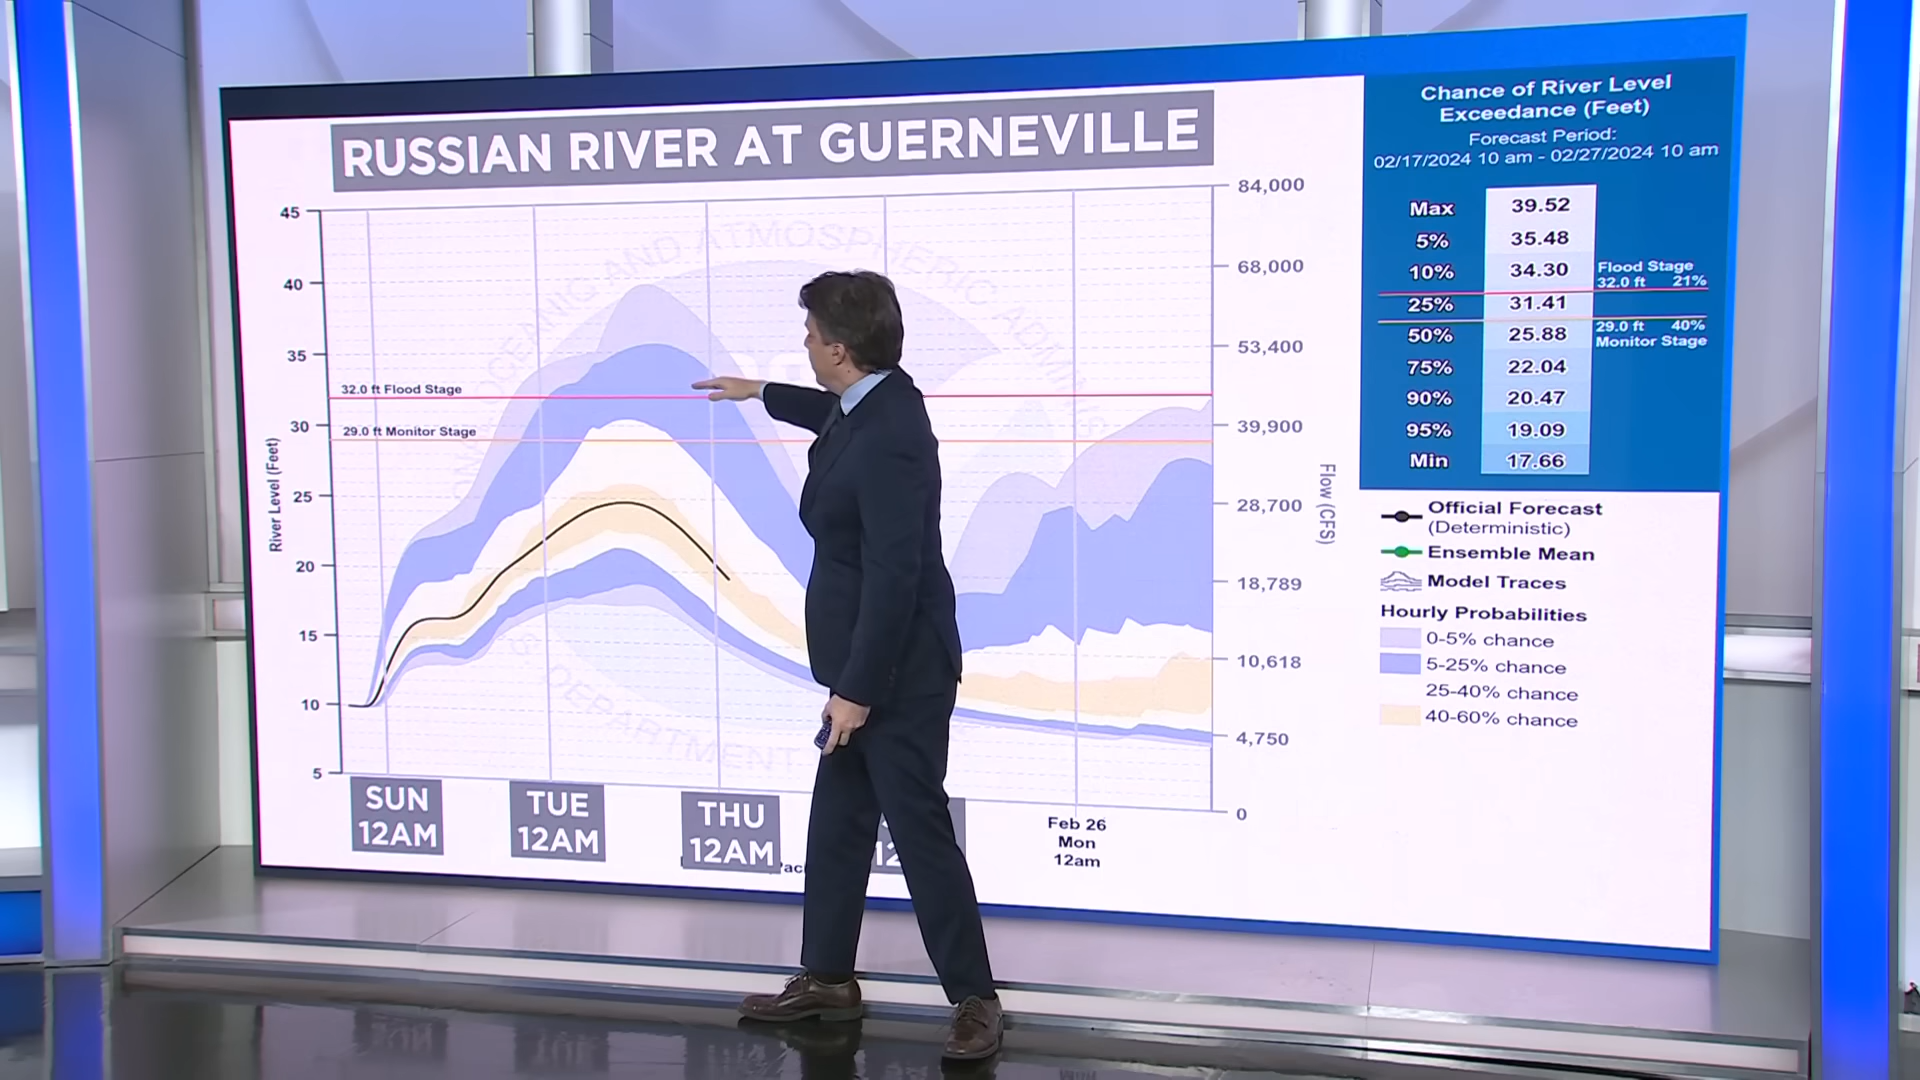 RUSSIAN RIVER AT GUERNEVILLE
Chance of River Level
Exceedance (Feet)
Forecast Period:
02/17/2024 10 am - 02/27/2024 10 am
Max 39.52
5% 35.48
10% 34.30
Flood Stage
32.0 ft 21%
25% 31.41
50% 25.88
29.0 ft 40%
Monitor Stage
75% 22.04
90% 20.47
95% 19.09
Min 17.66
Official Forecast
(Deterministic)
Ensemble Mean
Model Traces
Hourly Probabilities
0-5% chance
5-25% chance
25-40% chance
40-60% chance
River Level (Feet)
45
40
35
30
25
20
15
10
5
32.0 ft Flood Stage
29.0 ft Monitor Stage
OCEANIC AND ATMOSPHERIC
DEPARTMENT
84,000
68,000
53,400
39,900
28,700
18,789
10,618
4,750
0
Flow (CFS)
SUN
12AM
TUE
12AM
THU
12AM
12
Feb 26
Mon
12am